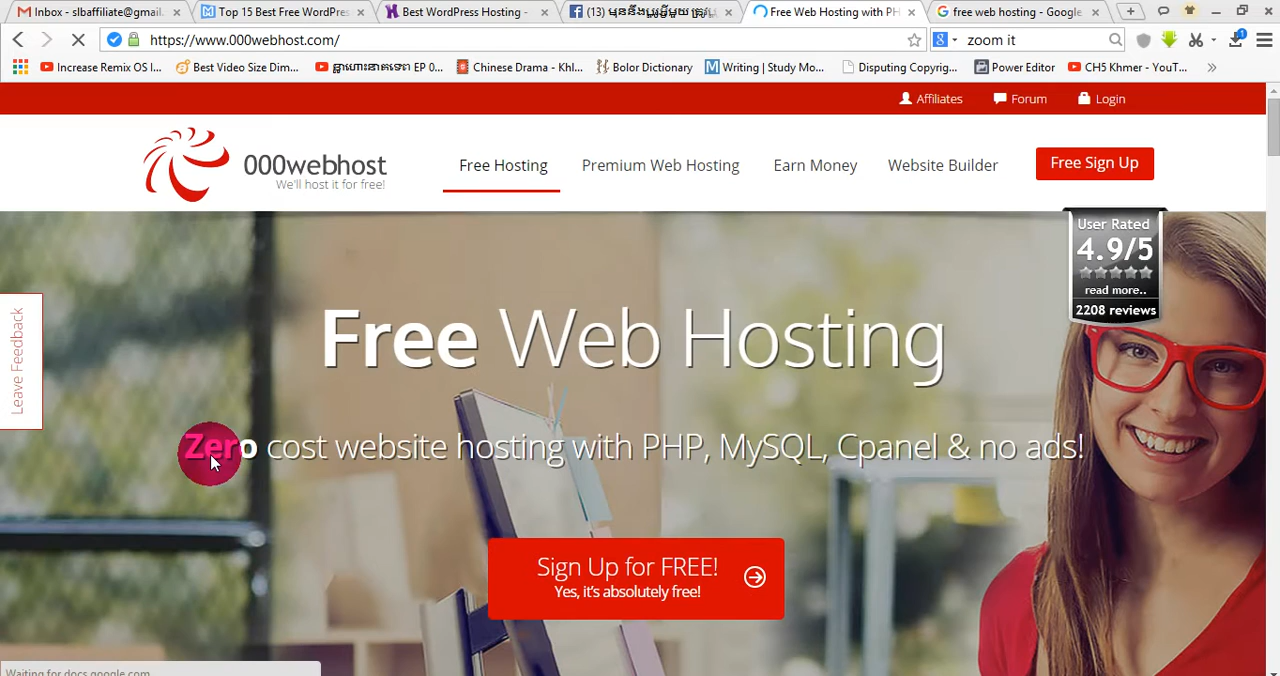 Inbox - slbaffiliate@gmail. Top 15 Best Free WordPres Best WordPress Hosting - (13) Free Web Hosting with PH free web hosting - Google
https://www.000webhost.com/ zoom it
Increase Remix OS I... Best Video Size Dim... EP 0... Chinese Drama - Khl... Bolor Dictionary Writing | Study Mo... Disputing Copyrig... Power Editor CH5 Khmer - YouT... »
Affiliates Forum Login
000webhost
We'll host it for free!
Free Hosting Premium Web Hosting Earn Money Website Builder Free Sign Up
User Rated
4.9/5
read more..
2208 reviews
Leave Feedback
Free Web Hosting
Zero cost website hosting with PHP, MySQL, Cpanel & no ads!
Sign Up for FREE!
Yes, it's absolutely free!
Waiting for docs.google.com